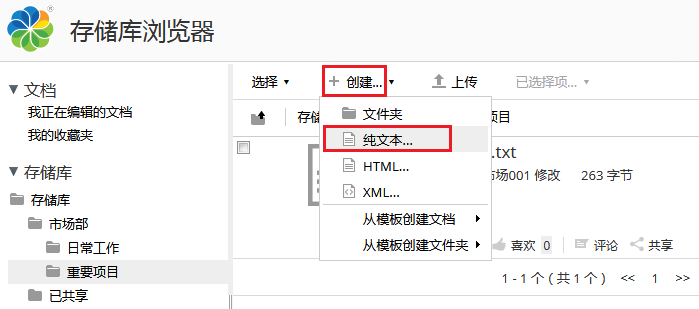 存储库浏览器
文档
我正在编辑的文档
我的收藏夹
存储库
存储库
市场部
日常工作
重要项目
已共享
选择 创建... 上传 已选择项...
存储 项目
文件夹
纯文本...
HTML...
XML...
从模板创建文档
从模板创建文件夹
.txt
市场001 修改 263 字节
喜欢 0 评论 共享
1 - 1 个 ( 共 1 个 ) << 1 >>